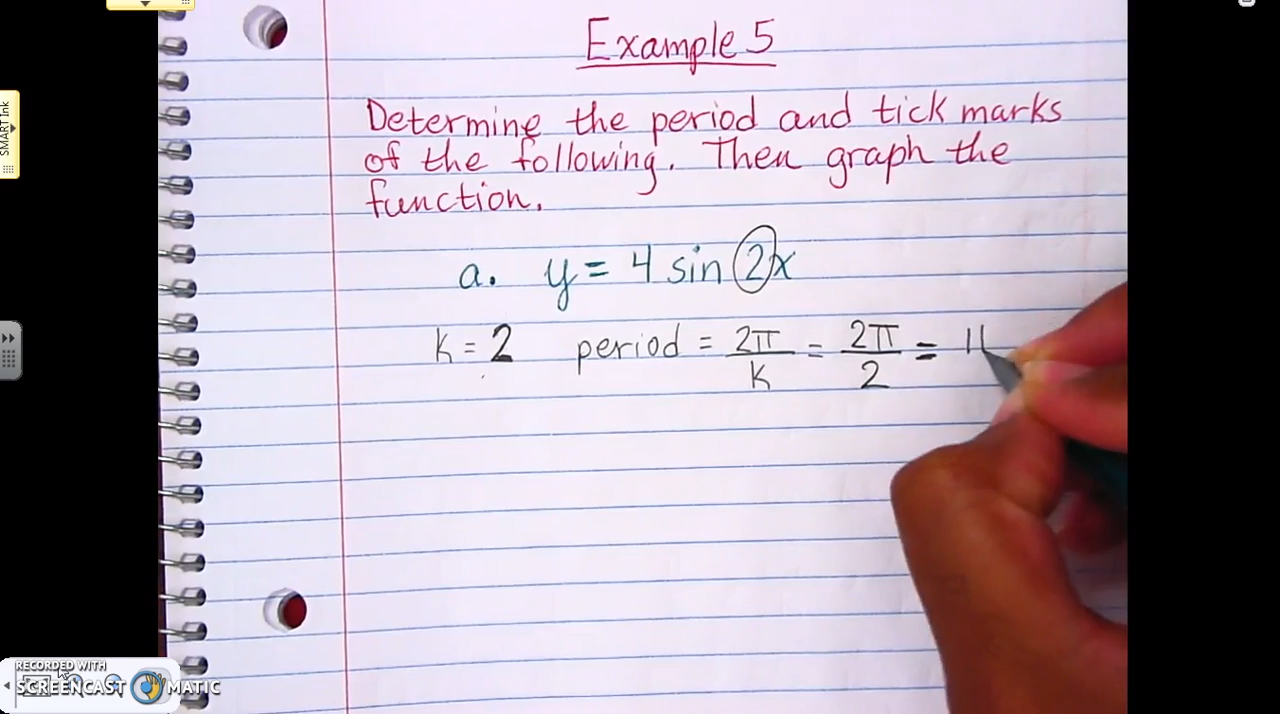 Example 5
Determine the period and tick marks
of the following. Then graph the
function.
a. y = 4 sin 2x
k = 2 period = 2π/k = 2π/2 =
SMART Ink
RECORDED WITH
SCREENCAST MATIC